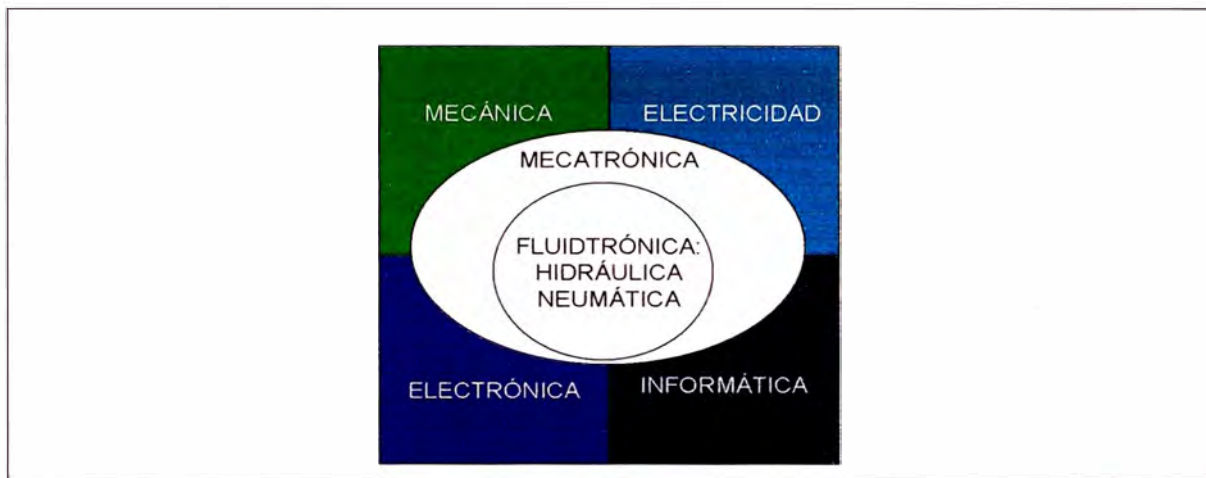 MECÁNICA
ELECTRICIDAD
MECATRÓNICA
FLUIDTRÓNICA:
HIDRÁULICA
NEUMÁTICA
ELECTRÓNICA
INFORMÁTICA